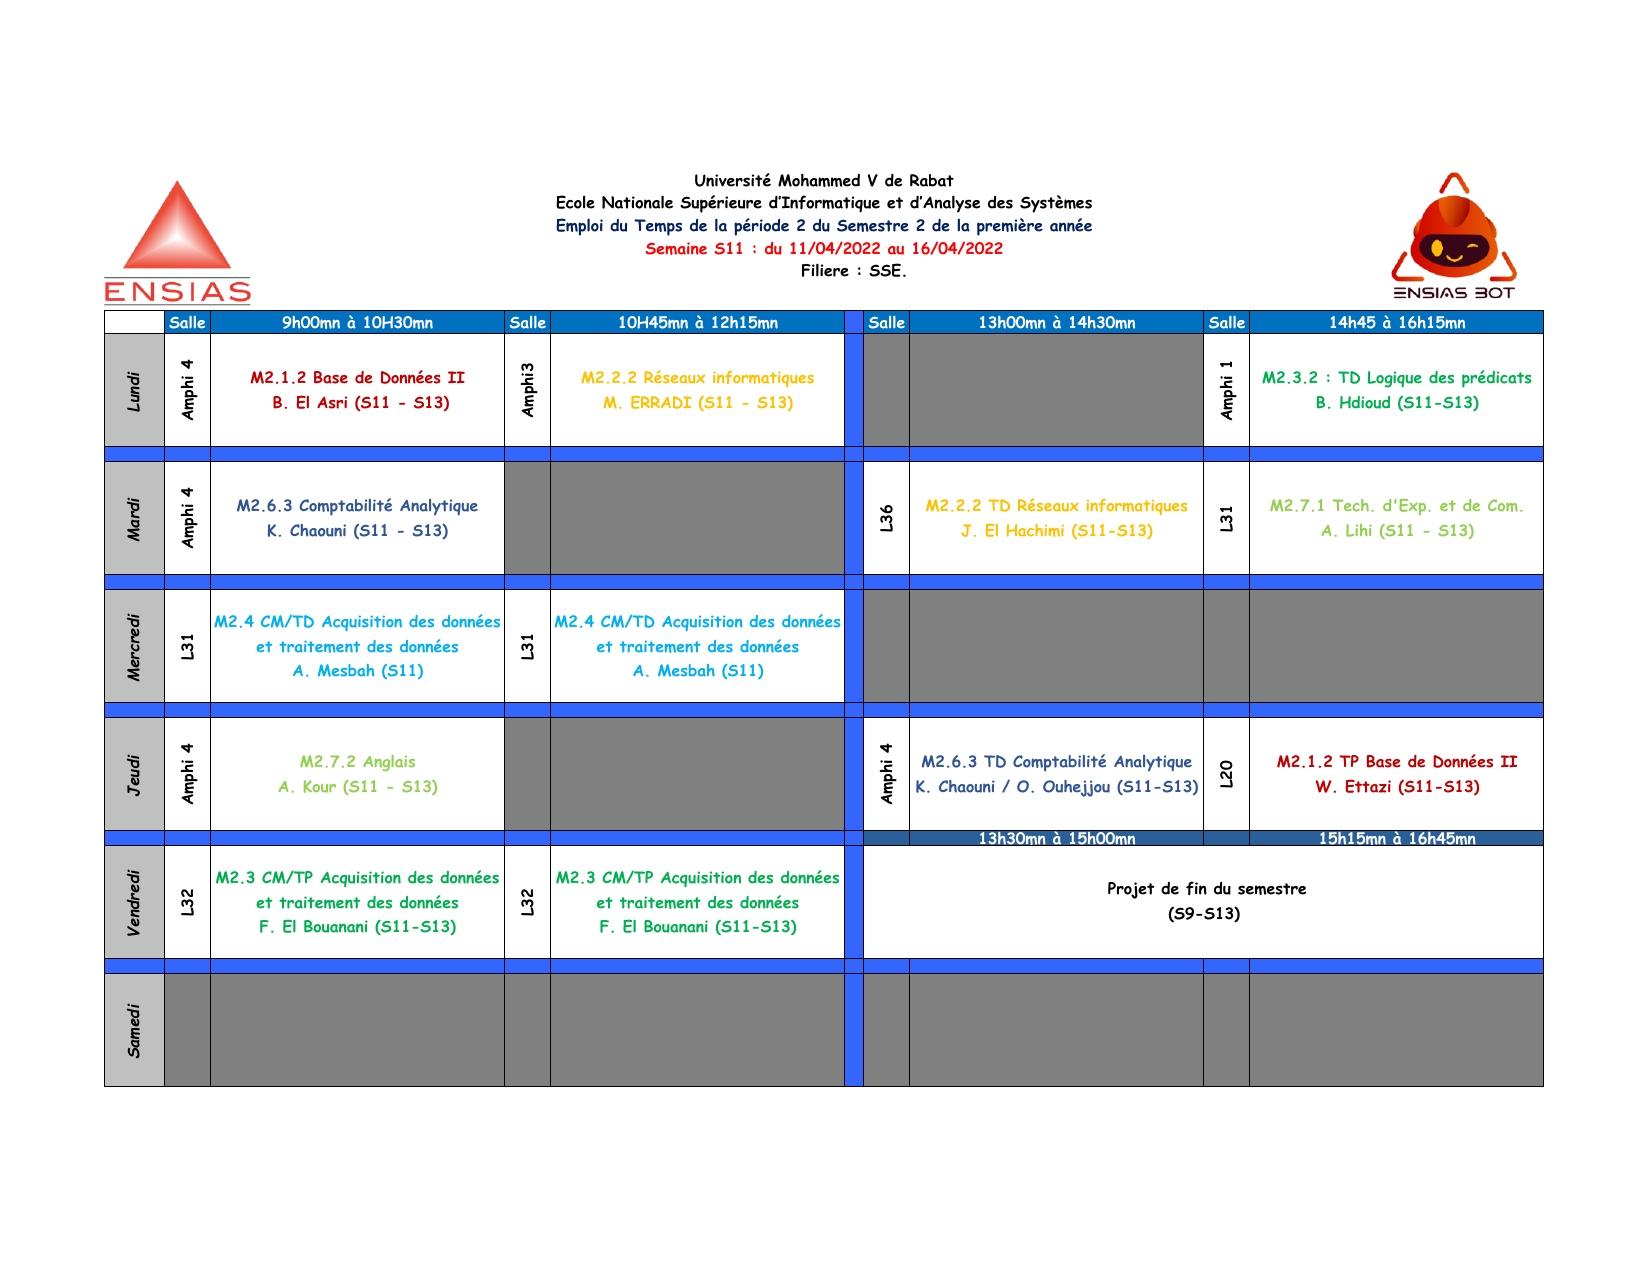 Université Mohammed V de Rabat
Ecole Nationale Supérieure d'Informatique et d'Analyse des Systèmes
Emploi du Temps de la période 2 du Semestre 2 de la première année
Semaine S11 : du 11/04/2022 au 16/04/2022
Filiere : SSE.
ENSIAS
ENSIAS BOT
Salle 9h00mn à 10H30mn Salle 10H45mn à 12h15mn Salle 13h00mn à 14h30mn Salle 14h45 à 16h15mn
Lundi
Amphi 4
M2.1.2 Base de Données II
B. El Asri (S11 - S13)
Amphi3
M2.2.2 Réseaux informatiques
M. ERRADI (S11 - S13)
Amphi 1
M2.3.2 : TD Logique des prédicats
B. Hdioud (S11-S13)
Mardi
Amphi 4
M2.6.3 Comptabilité Analytique
K. Chaouni (S11 - S13)
L36
M2.2.2 TD Réseaux informatiques
J. El Hachimi (S11-S13)
L31
M2.7.1 Tech. d'Exp. et de Com.
A. Lihi (S11 - S13)
Mercredi
L31
M2.4 CM/TD Acquisition des données
et traitement des données
A. Mesbah (S11)
L31
M2.4 CM/TD Acquisition des données
et traitement des données
A. Mesbah (S11)
Jeudi
Amphi 4
M2.7.2 Anglais
A. Kour (S11 - S13)
Amphi 4
M2.6.3 TD Comptabilité Analytique
K. Chaouni / O. Ouhejjou (S11-S13)
L20
M2.1.2 TP Base de Données II
W. Ettazi (S11-S13)
13h30mn à 15h00mn 15h15mn à 16h45mn
Vendredi
L32
M2.3 CM/TP Acquisition des données
et traitement des données
F. El Bouanani (S11-S13)
L32
M2.3 CM/TP Acquisition des données
et traitement des données
F. El Bouanani (S11-S13)
Projet de fin du semestre
(S9-S13)
Samedi